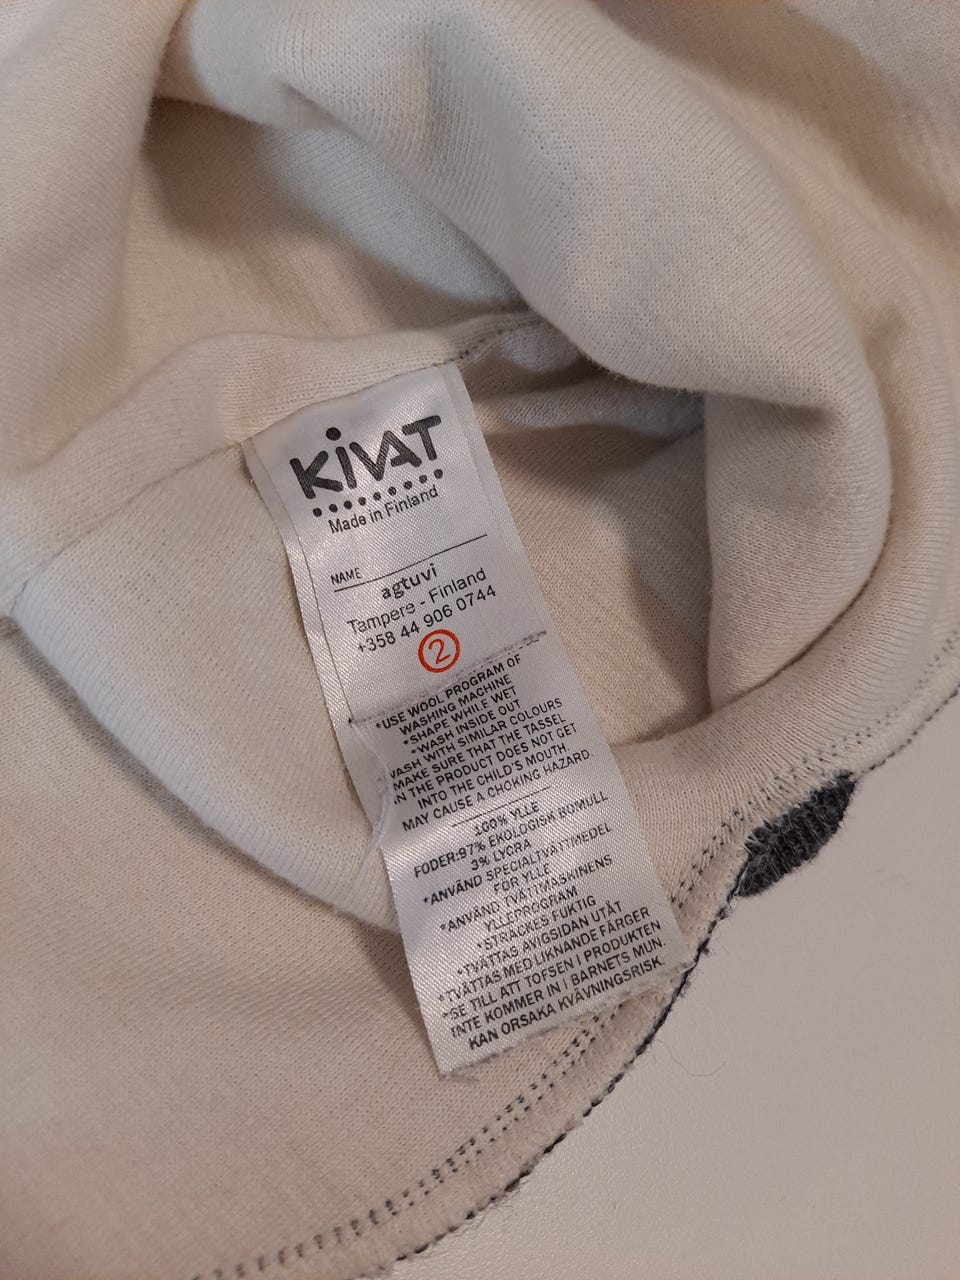 KIVAT
Made in Finland
NAME
agtuvi
Tampere - Finland
+358 44 906 0744
2
*USE WOOL PROGRAM OF
WASHING MACHINE
*SHAPE WHILE WET
*WASH INSIDE OUT
WASH WITH SIMILAR COLOURS
MAKE SURE THAT THE TASSEL
IN THE PRODUCT DOES NOT GET
INTO THE CHILD'S MOUTH.
MAY CAUSE A CHOKING HAZARD.
100% YLLE
FODER:97% EKOLOGISK BOMULL
3% LYCRA
*ANVÄND SPECIALTVÄTTMEDEL
FÖR YLLE
*ANVÄND TVÄTTMASKINENS
YLLEPROGRAM
*STRÄCKES FUKTIG
*TVÄTTAS AVIGSIDAN UTÅT
*TVÄTTAS MED LIKNANDE FÄRGER
*SE TILL ATT TOFSEN I PRODUKTEN
INTE KOMMER IN I BARNETS MUN.
KAN ORSAKA KVÄVNINGSRISK.